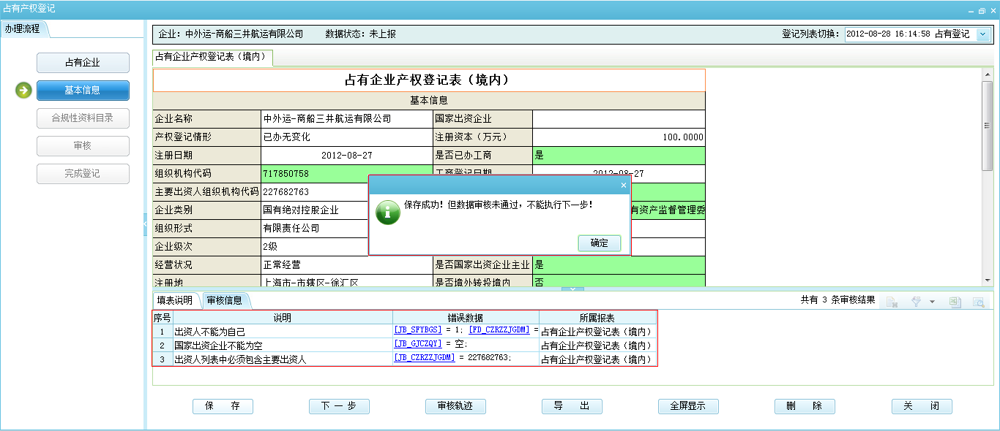 占有产权登记
办理流程
占有企业
基本信息
合规性资料目录
审核
完成登记
企业: 中外运-商船三井航运有限公司 数据状态: 未上报 登记列表切换: 2012-08-28 16:14:58 占有登记
占有企业产权登记表（境内）
占有企业产权登记表（境内）
基本信息
企业名称 中外运-商船三井航运有限公司 国家出资企业
产权登记情形 已办无变化 注册资本（万元） 100.0000
注册日期 2012-08-27 是否已办工商 是
组织机构代码 717850758 工商登记日期 2012-08-27
主要出资人组织机构代码 227682763
企业类别 国有绝对控股企业 有资产监督管理委
组织形式 有限责任公司
企业级次 2级
经营状况 正常经营 是否国家出资企业主业 是
注册地 上海市-市辖区-徐汇区 是否境外转投境内 否
保存成功！但数据审核未通过，不能执行下一步！
确定
填表说明 审核信息 共有 3 条审核结果
序号 说明 错误数据 所属报表
1 出资人不能为自己 [JB_SFYBGS] = 1; [FD_CZRZZJGDM] = 占有企业产权登记表（境内）
2 国家出资企业不能为空 [JB_GJCZQY] = 空; 占有企业产权登记表（境内）
3 出资人列表中必须包含主要出资人 [JB_CZRZZJGDM] = 227682763; 占有企业产权登记表（境内）
保 存 下 一 步 审核轨迹 导 出 全屏显示 删 除 关 闭